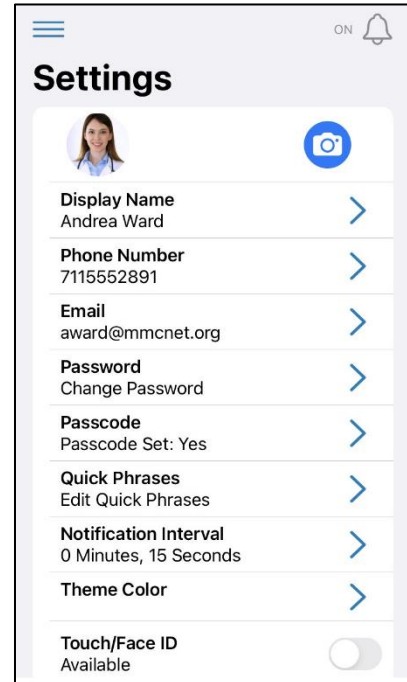 ON
Settings
Display Name
Andrea Ward
Phone Number
7115552891
Email
award@mmcnet.org
Password
Change Password
Passcode
Passcode Set: Yes
Quick Phrases
Edit Quick Phrases
Notification Interval
0 Minutes, 15 Seconds
Theme Color
Touch/Face ID
Available